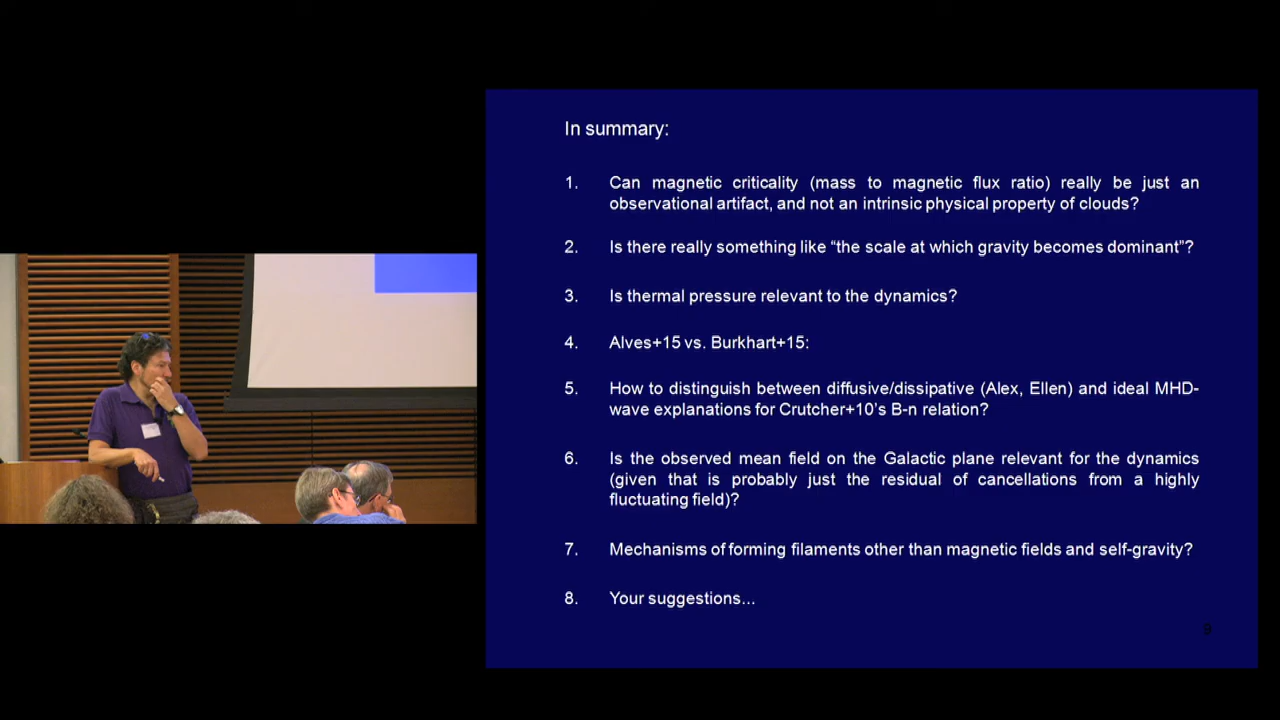 In summary:
1. Can magnetic criticality (mass to magnetic flux ratio) really be just an
observational artifact, and not an intrinsic physical property of clouds?
2. Is there really something like “the scale at which gravity becomes dominant”?
3. Is thermal pressure relevant to the dynamics?
4. Alves+15 vs. Burkhart+15:
5. How to distinguish between diffusive/dissipative (Alex, Ellen) and ideal MHD-
wave explanations for Crutcher+10’s B-n relation?
6. Is the observed mean field on the Galactic plane relevant for the dynamics
(given that is probably just the residual of cancellations from a highly
fluctuating field)?
7. Mechanisms of forming filaments other than magnetic fields and self-gravity?
8. Your suggestions...
9